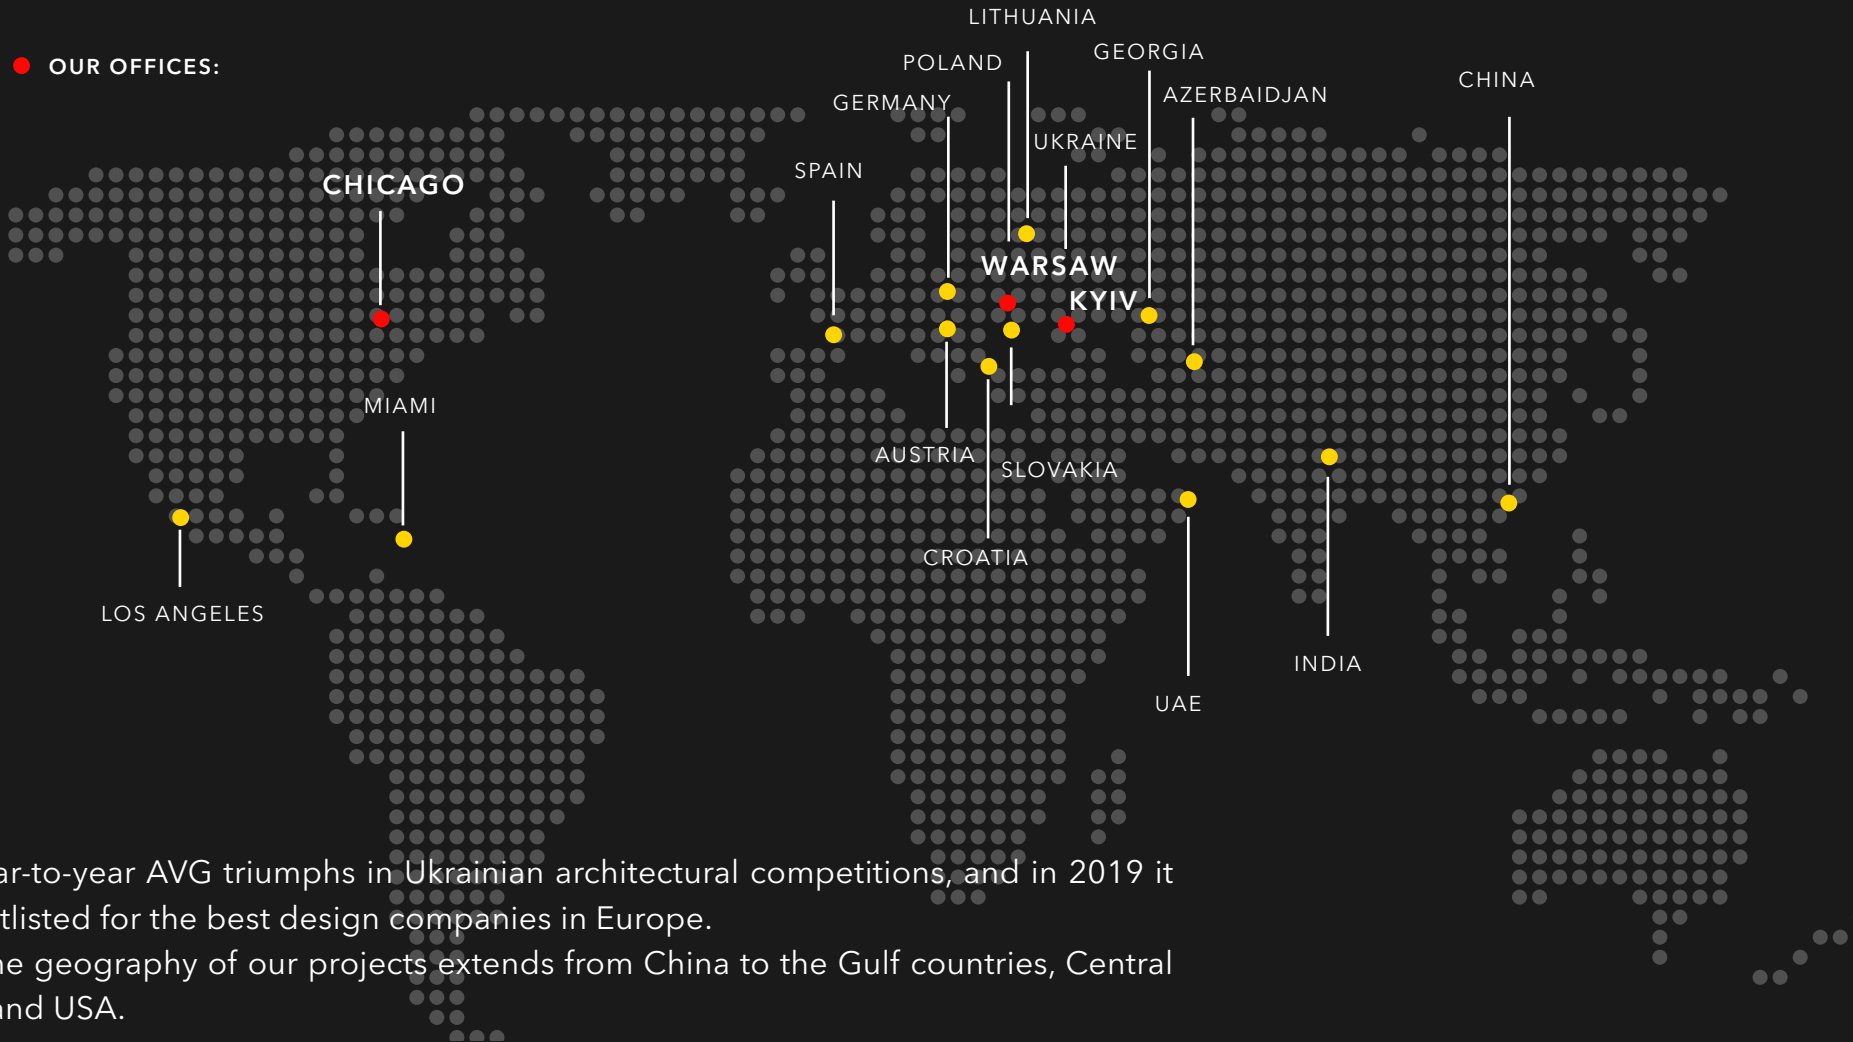 LITHUANIA
GEORGIA
OUR OFFICES:
POLAND
CHINA
AZERBAIDJAN
GERMANY
UKRAINE
SPAIN
CHICAGO
WARSAW
KYIV
MIAMI
AUSTRIA
SLOVAKIA
CROATIA
LOS ANGELES
INDIA
UAE
ar-to-year AVG triumphs in Ukrainian architectural competitions, and in 2019 it
tlisted for the best design companies in Europe.
ne geography of our projects extends from China to the Gulf countries, Central
and USA.